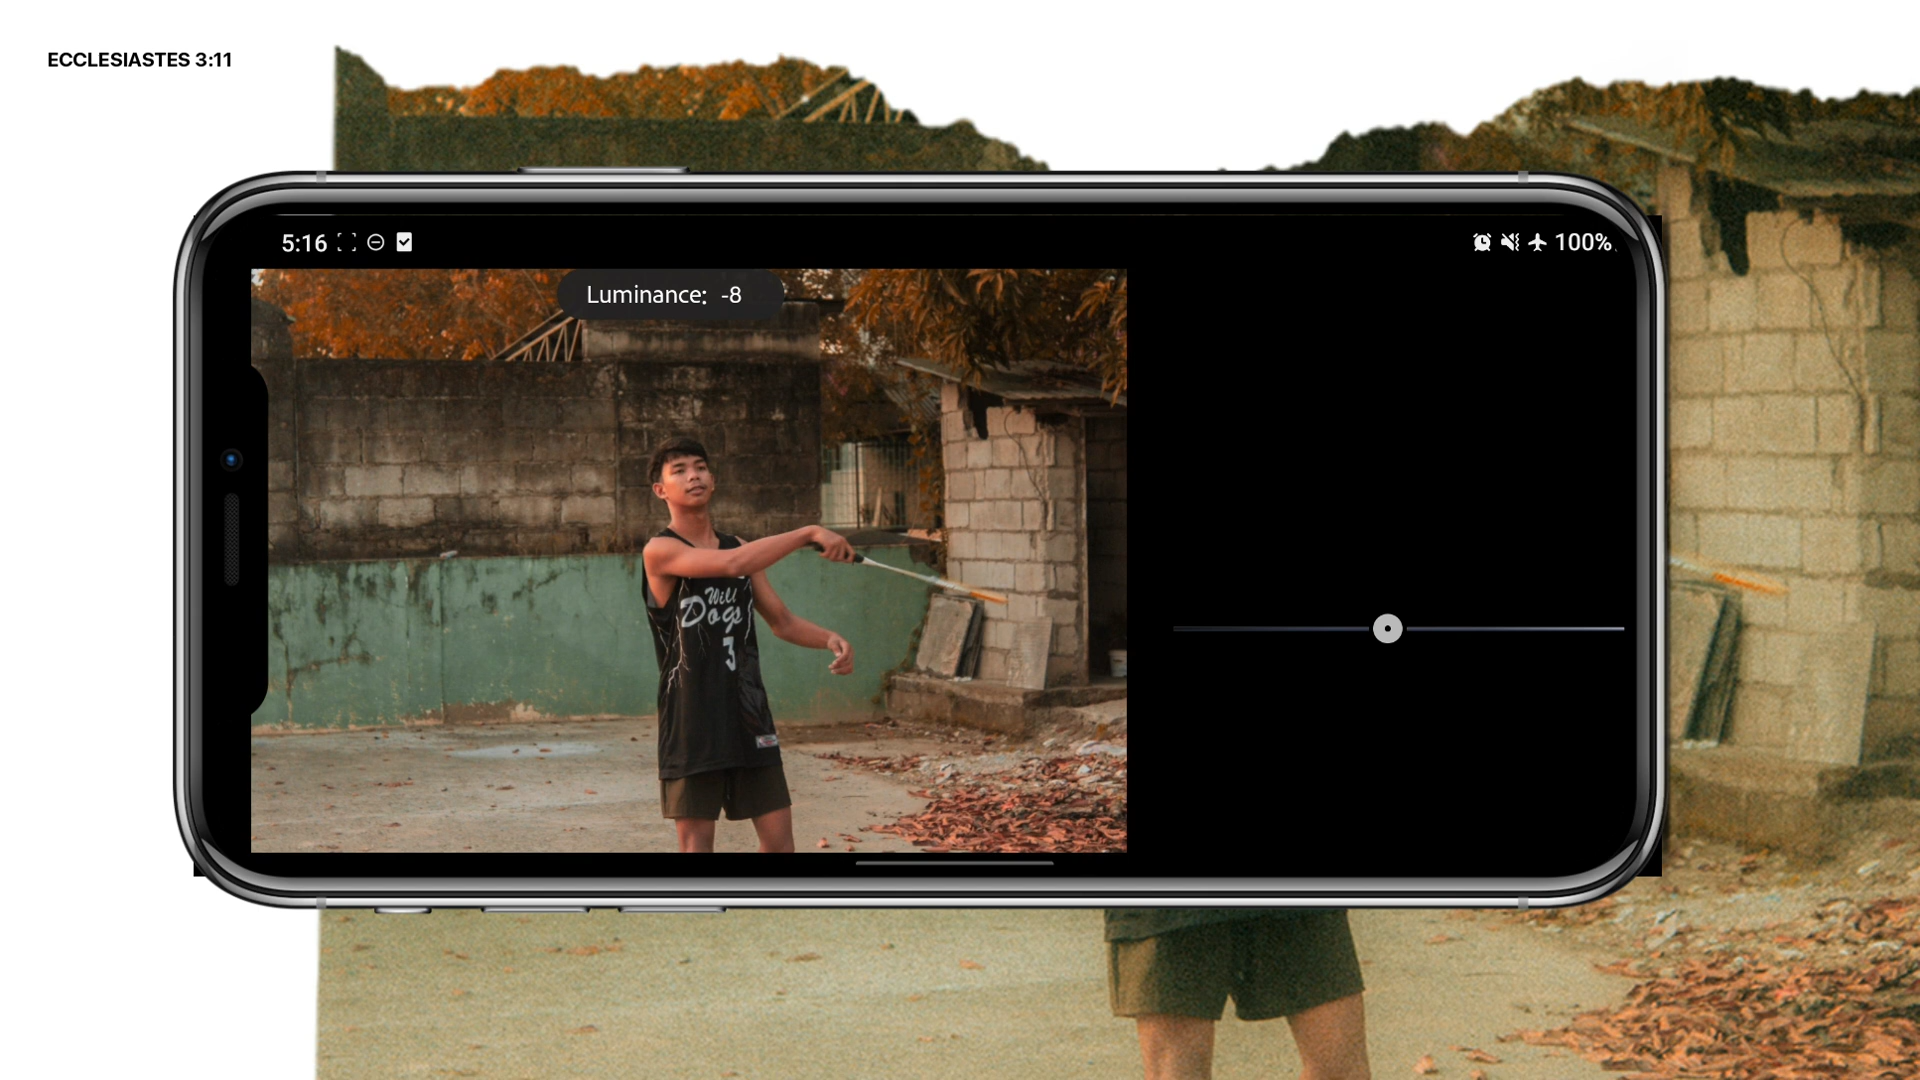 ECCLESIASTES 3:11
5:16
100%
Luminance: -8
Will
Dogs
3